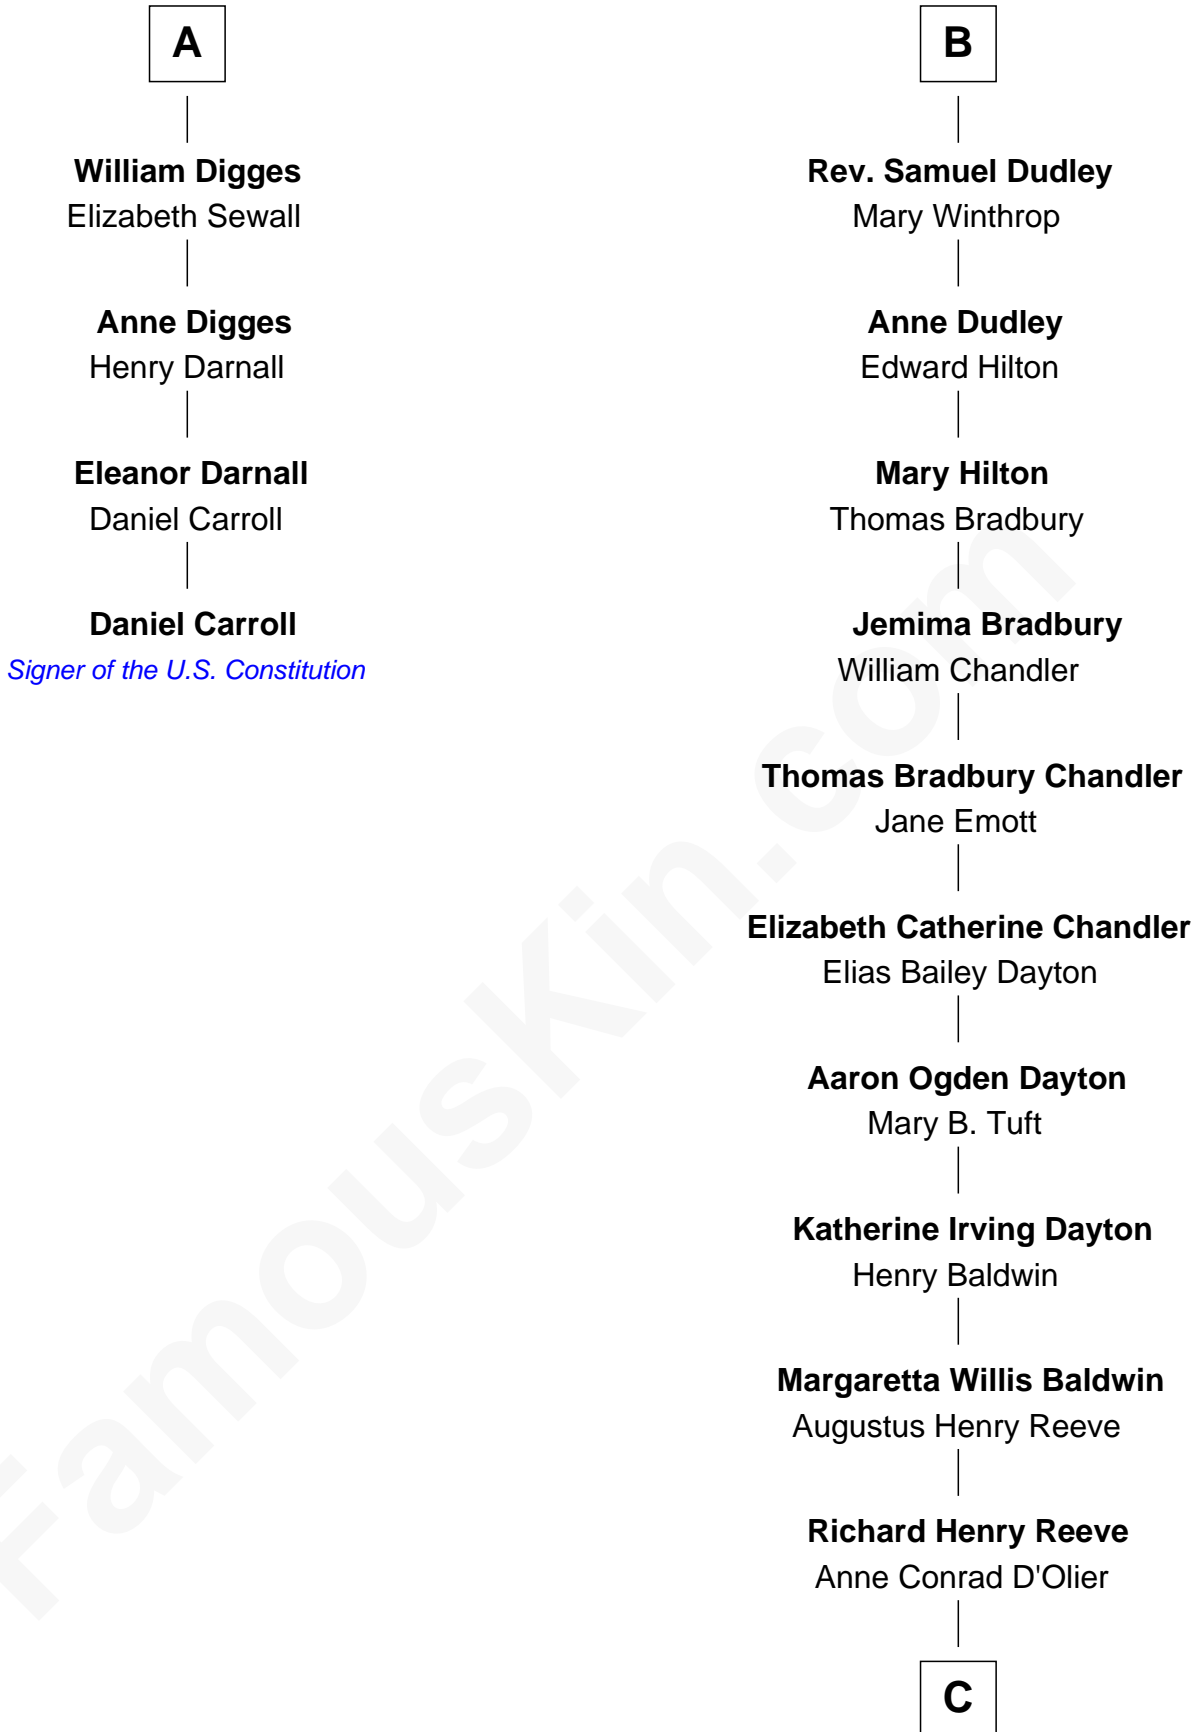 A
William Digges
Elizabeth Sewall
Anne Digges
Henry Darnall
Eleanor Darnall
Daniel Carroll
Daniel Carroll
Signer of the U.S. Constitution
B
Rev. Samuel Dudley
Mary Winthrop
Anne Dudley
Edward Hilton
Mary Hilton
Thomas Bradbury
Jemima Bradbury
William Chandler
Thomas Bradbury Chandler
Jane Emott
Elizabeth Catherine Chandler
Elias Bailey Dayton
Aaron Ogden Dayton
Mary B. Tuft
Katherine Irving Dayton
Henry Baldwin
Margaretta Willis Baldwin
Augustus Henry Reeve
Richard Henry Reeve
Anne Conrad D'Olier
C
FamousKin.com